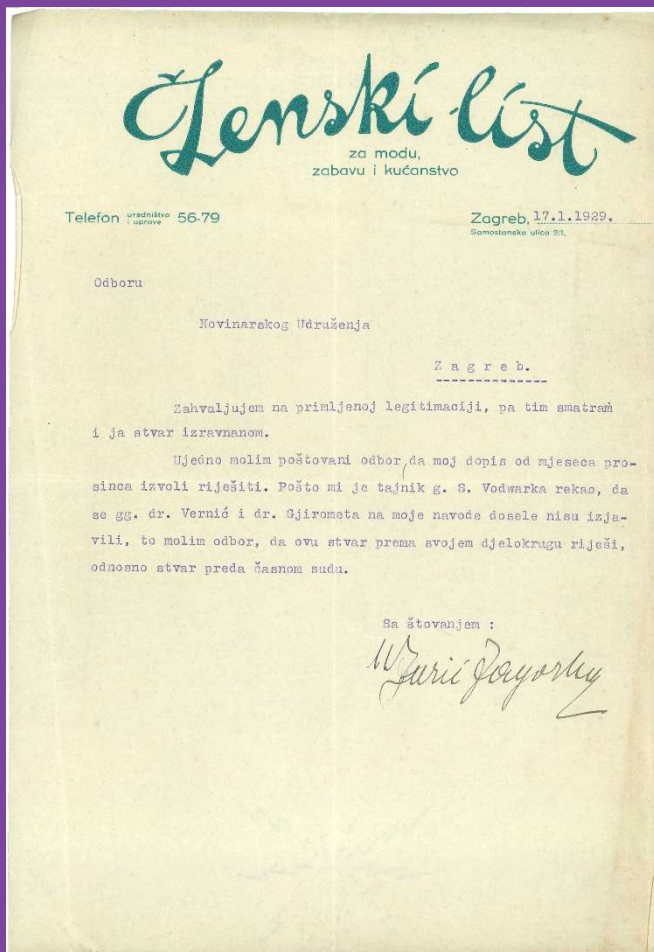 Ženski list
za modu,
zabavu i kućanstvo
Telefon uredništva i uprave 56-79
Zagreb, 17.1.1929.
Samostanska ulica 2/I.
Odboru
Novinarskog Udruženja
Zagreb.
Zahvaljujem na primljenoj legitimaciji, pa tim smatram
i ja stvar izravnanom.
Ujedno molim poštovani odbor, da moj dopis od mjeseca pro-
sinca izvoli riješiti. Pošto mi je tajnik g. S. Vodwarka rekao, da
se gg. dr. Vernić i dr. Gjirometa na moje navode dosele nisu izja-
vili, to molim odbor, da ovu stvar prema svojem djelokrugu riješi,
odnosno stvar preda časnom sudu.
Sa štovanjem :
MJurić Zagorka